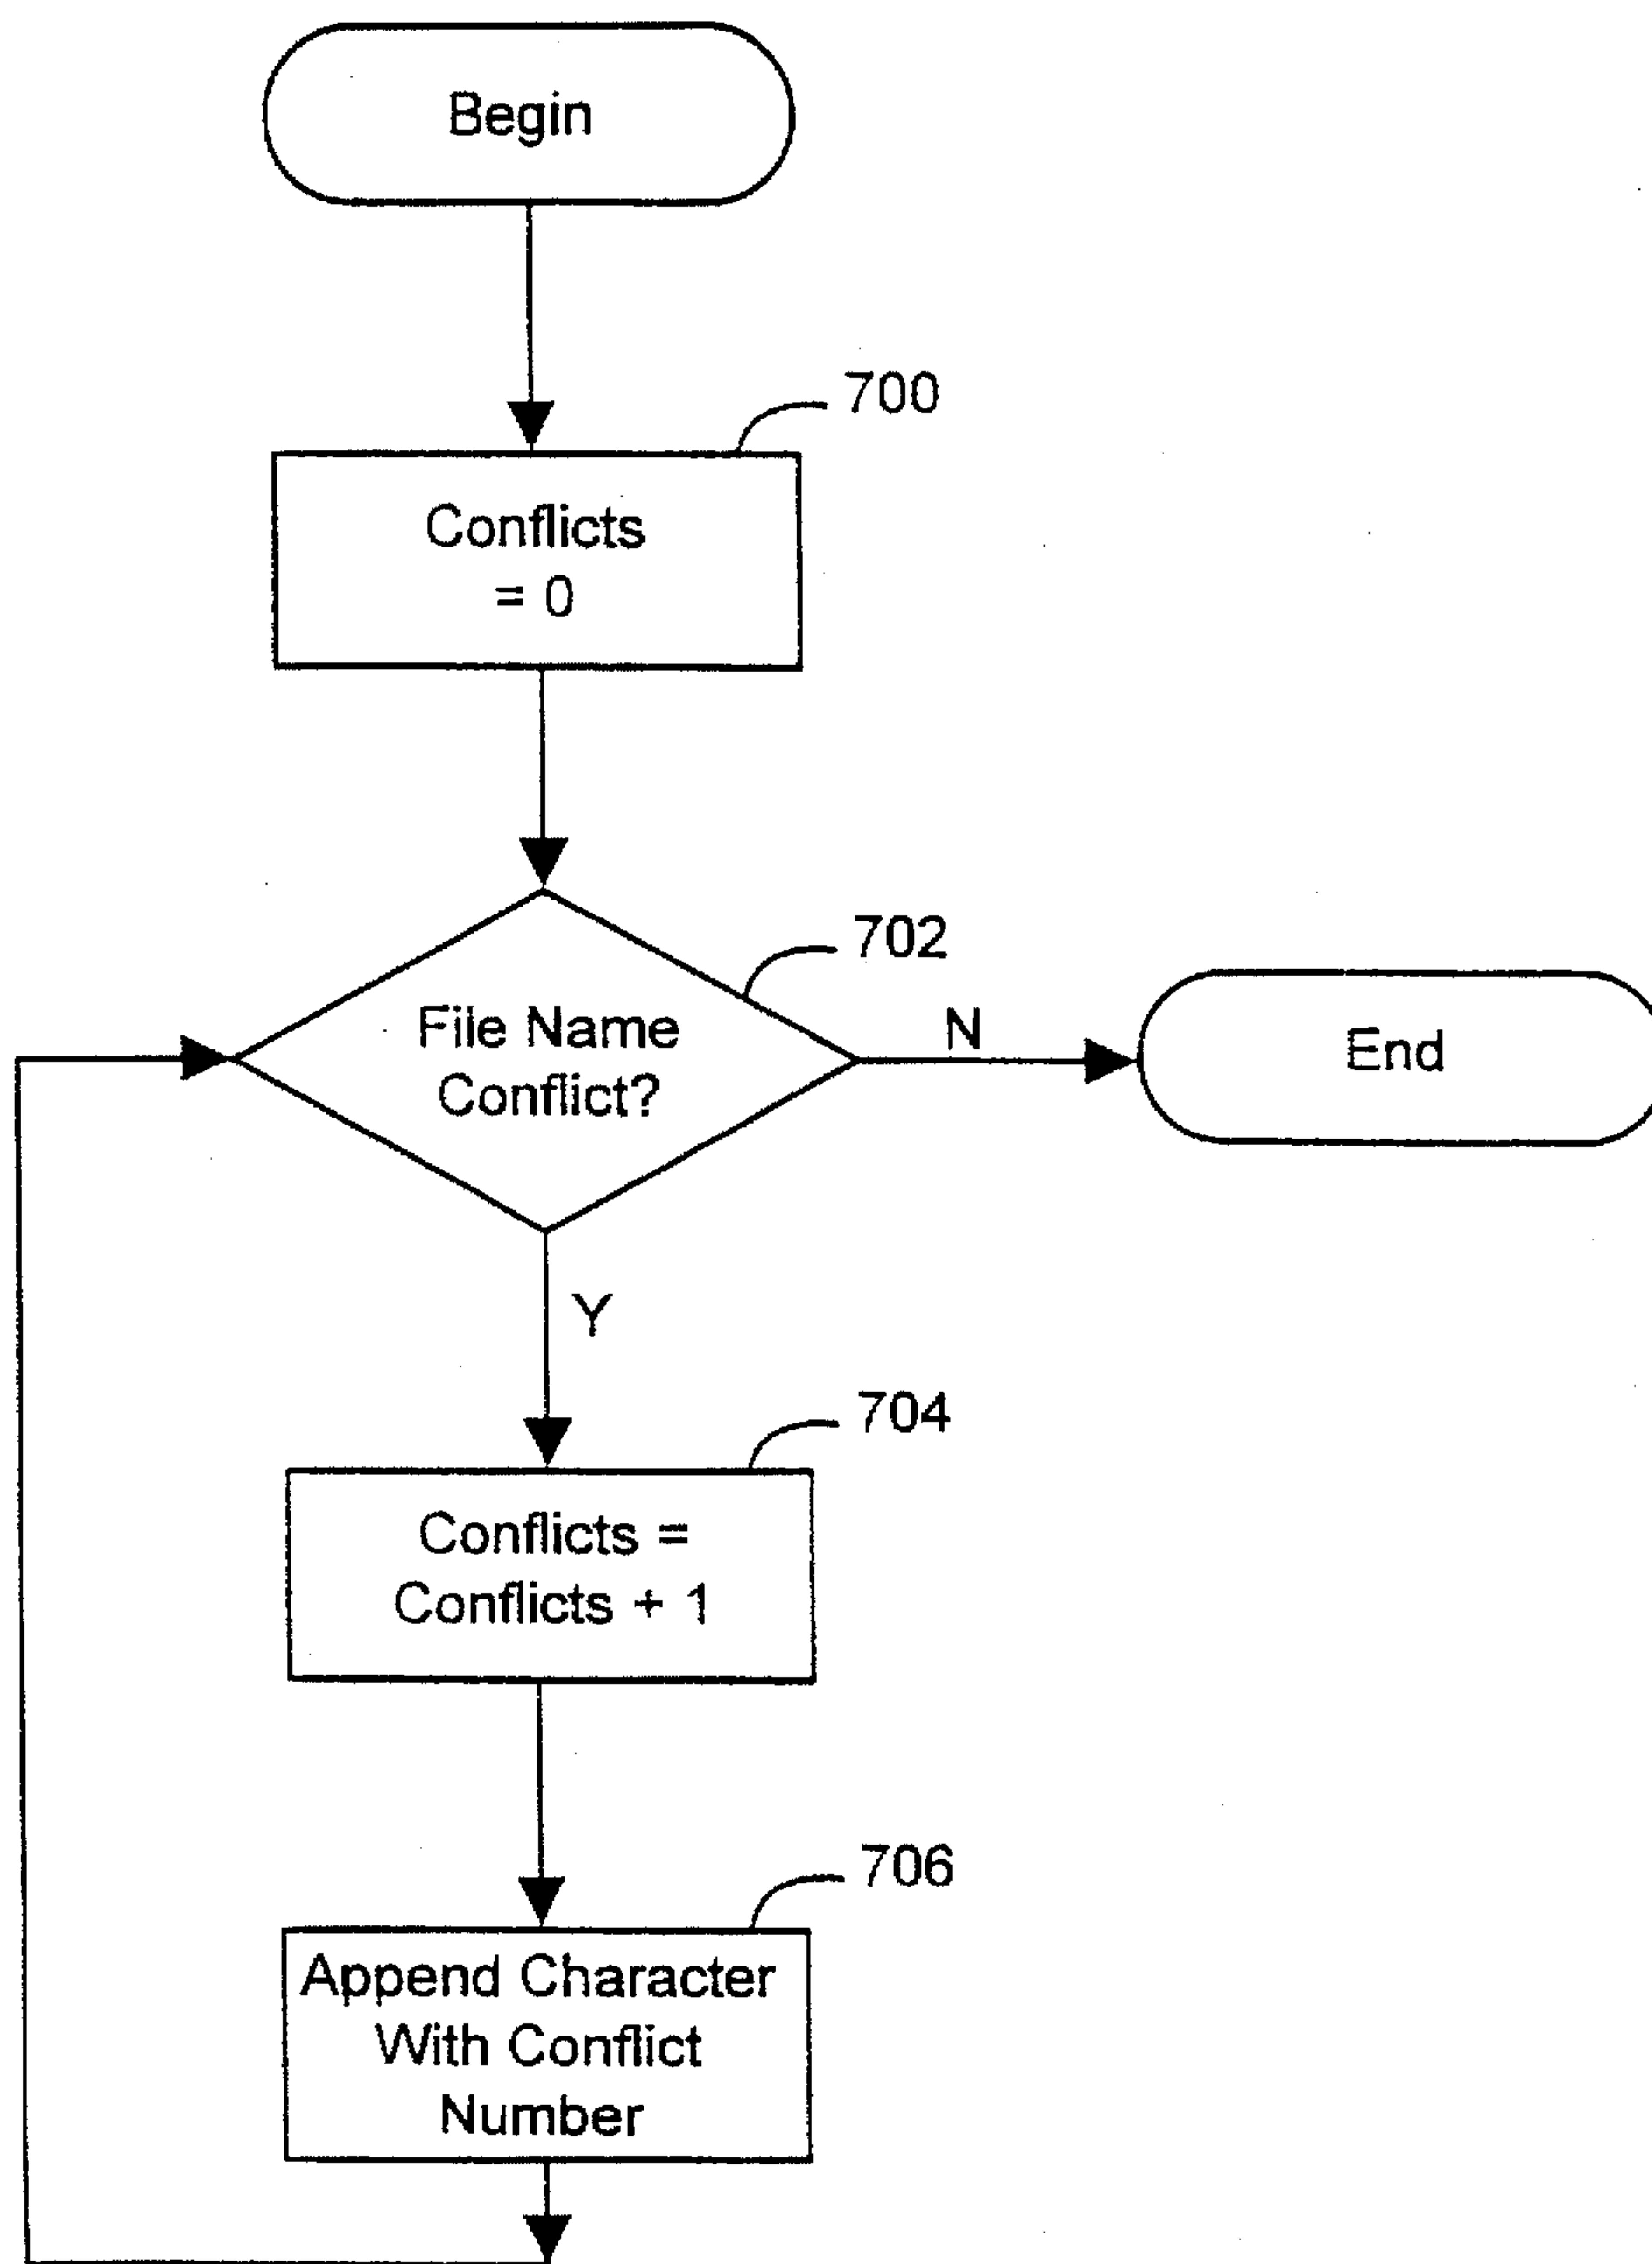 Begin
700
Conflicts
= 0
702
File Name
Conflict?
N
End
Y
704
Conflicts =
Conflicts + 1
706
Append Character
With Conflict
Number